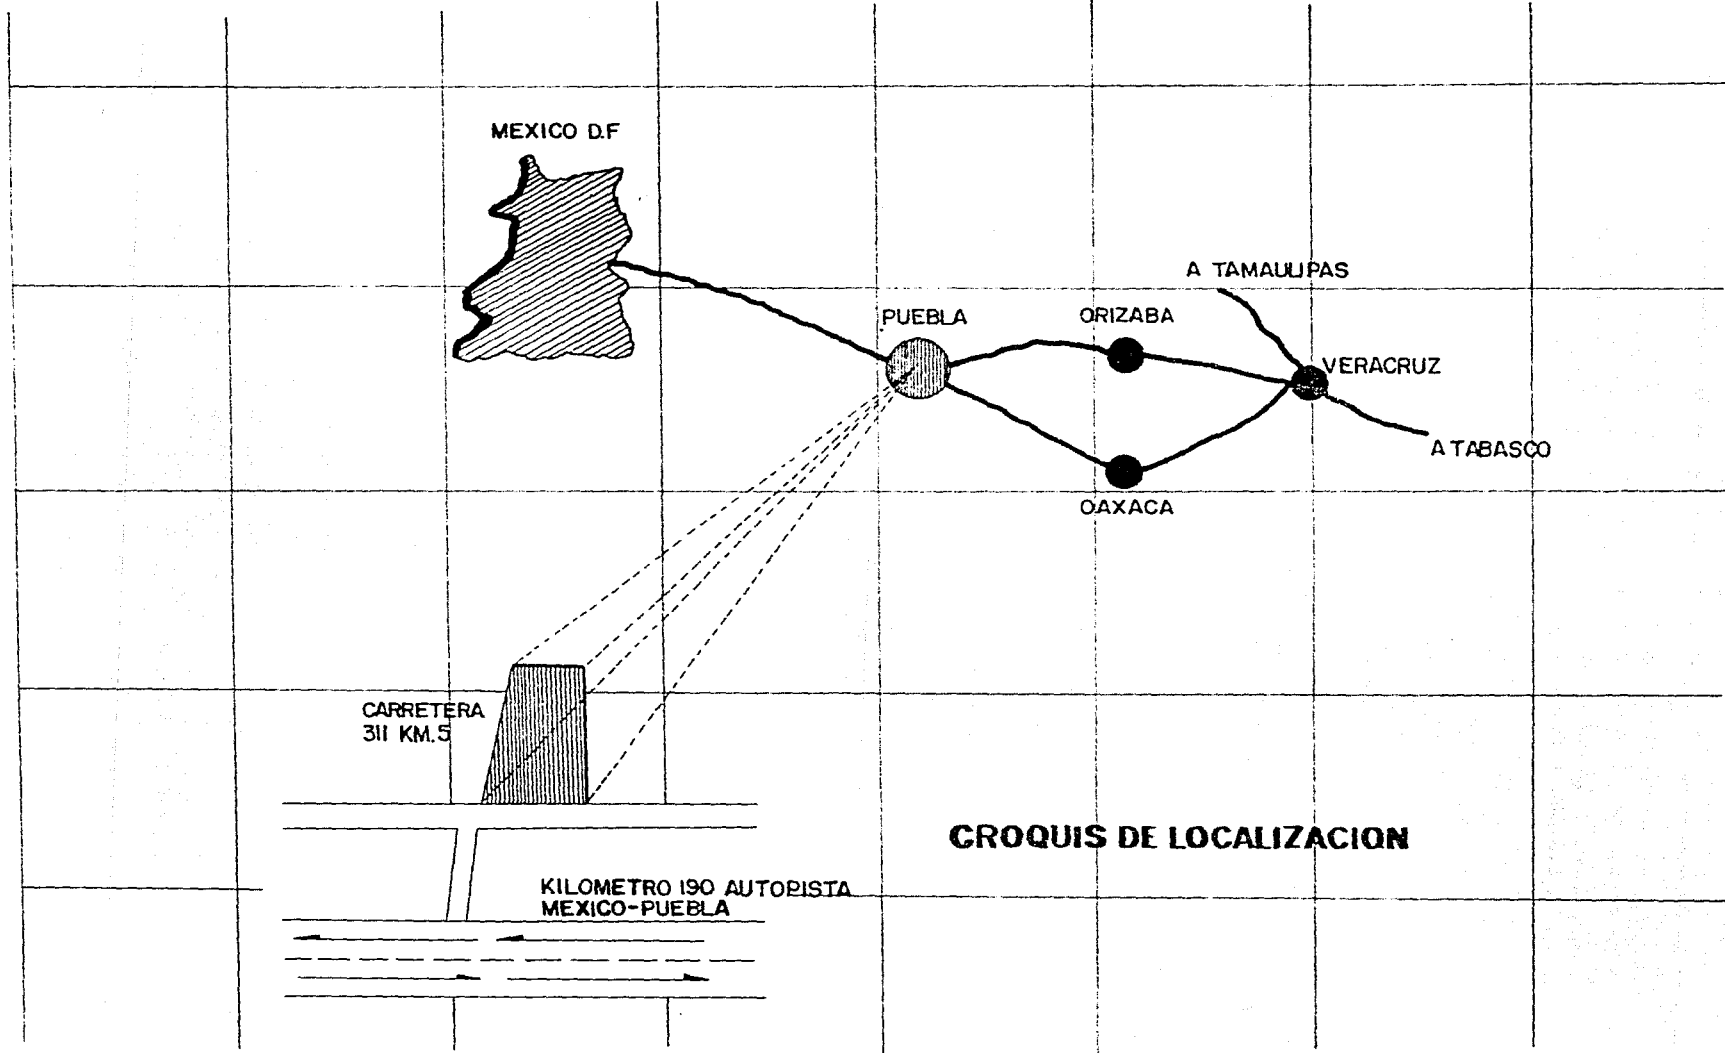 MEXICO D.F
A TAMAULIPAS
PUEBLA
ORIZABA
VERACRUZ
A TABASCO
OAXACA
CARRETERA
311 KM.5
CROQUIS DE LOCALIZACION
KILOMETRO 190 AUTOPISTA
MEXICO-PUEBLA